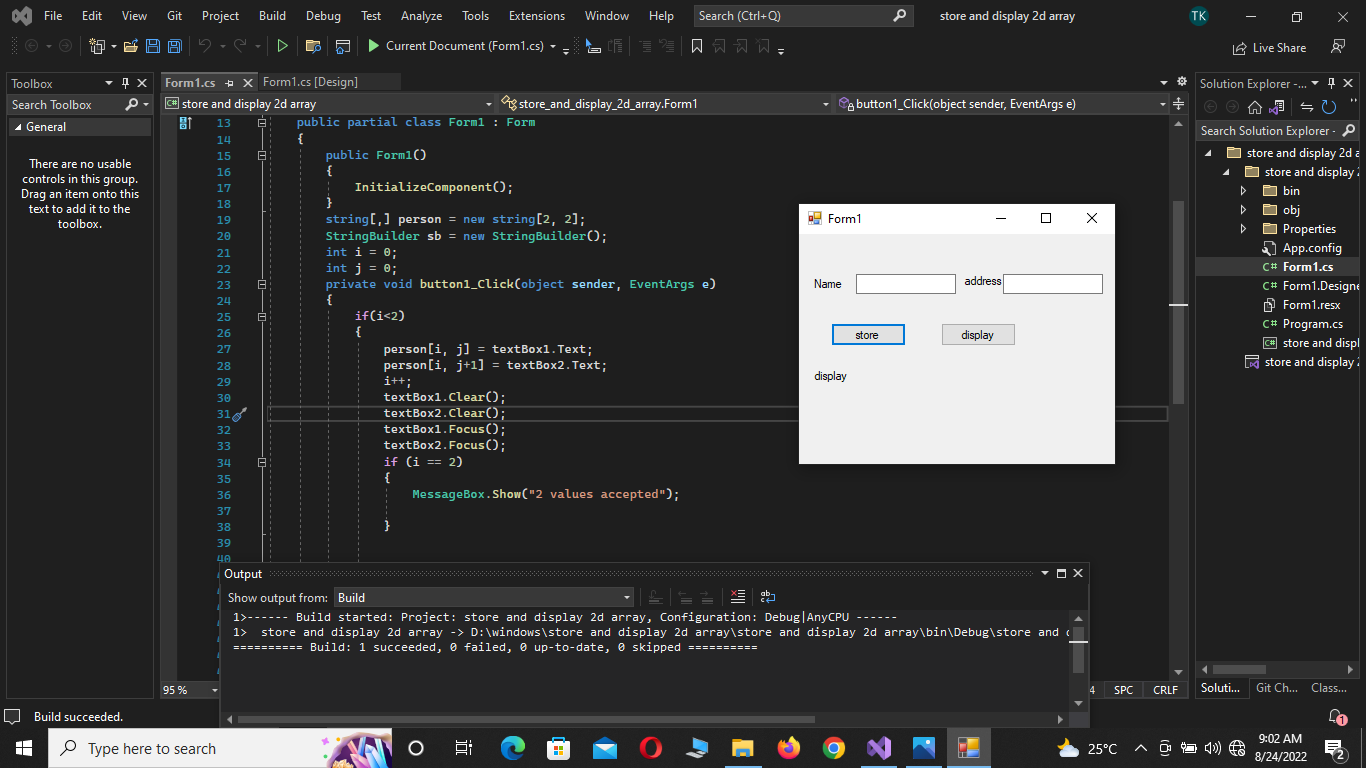 File Edit View Git Project Build Debug Test Analyze Tools Extensions Window Help Search (Ctrl+Q) store and display 2d array TK
Current Document (Form1.cs) Live Share
Toolbox
Search Toolbox
General
There are no usable
controls in this group.
Drag an item onto this
text to add it to the
toolbox.
Form1.cs Form1.cs [Design]
C# store and display 2d array store_and_display_2d_array.Form1 button1_Click(object sender, EventArgs e)
13 public partial class Form1 : Form
14 {
15 public Form1()
16 {
17 InitializeComponent();
18 }
19 string[,] person = new string[2, 2];
20 StringBuilder sb = new StringBuilder();
21 int i = 0;
22 int j = 0;
23 private void button1_Click(object sender, EventArgs e)
24 {
25 if(i<2)
26 {
27 person[i, j] = textBox1.Text;
28 person[i, j+1] = textBox2.Text;
29 i++;
30 textBox1.Clear();
31 textBox2.Clear();
32 textBox1.Focus();
33 textBox2.Focus();
34 if (i == 2)
35 {
36 MessageBox.Show("2 values accepted");
37
38 }
39
40
Form1
Name address
store display
display
Output
Show output from: Build
1>------ Build started: Project: store and display 2d array, Configuration: Debug|AnyCPU ------
1> store and display 2d array -> D:\windows\store and display 2d array\store and display 2d array\bin\Debug\store and
========== Build: 1 succeeded, 0 failed, 0 up-to-date, 0 skipped ==========
95 % 4 SPC CRLF
Solution Explorer - ...
Search Solution Explorer -
store and display 2d a
store and display
bin
obj
Properties
App.config
C# Form1.cs
C# Form1.Designe
Form1.resx
C# Program.cs
C# store and displ
store and display
Soluti... Git Ch... Class...
Build succeeded. 1
Type here to search 25°C 9:02 AM
8/24/2022 2